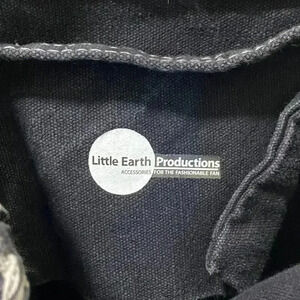 Little Earth Productions
ACCESSORIES FOR THE FASHIONABLE FAN